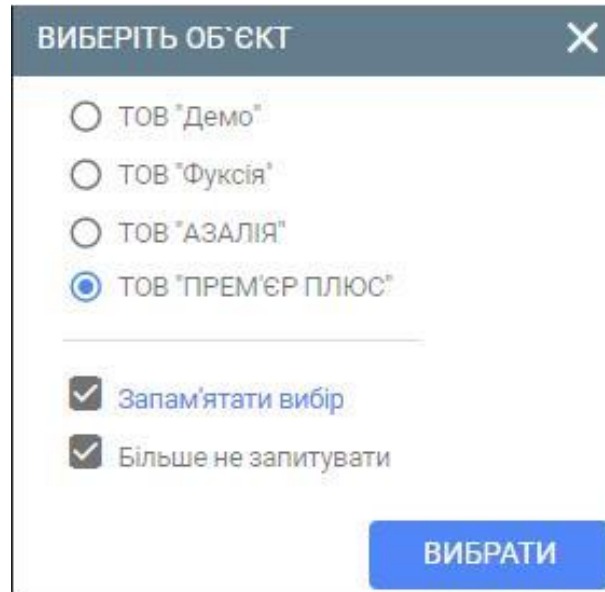 ВИБЕРІТЬ ОБ`ЄКТ
ТОВ "Демо"
ТОВ "Фуксія"
ТОВ "АЗАЛІЯ"
ТОВ "ПРЕМ'ЄР ПЛЮС"
Запам'ятати вибір
Більше не запитувати
ВИБРАТИ